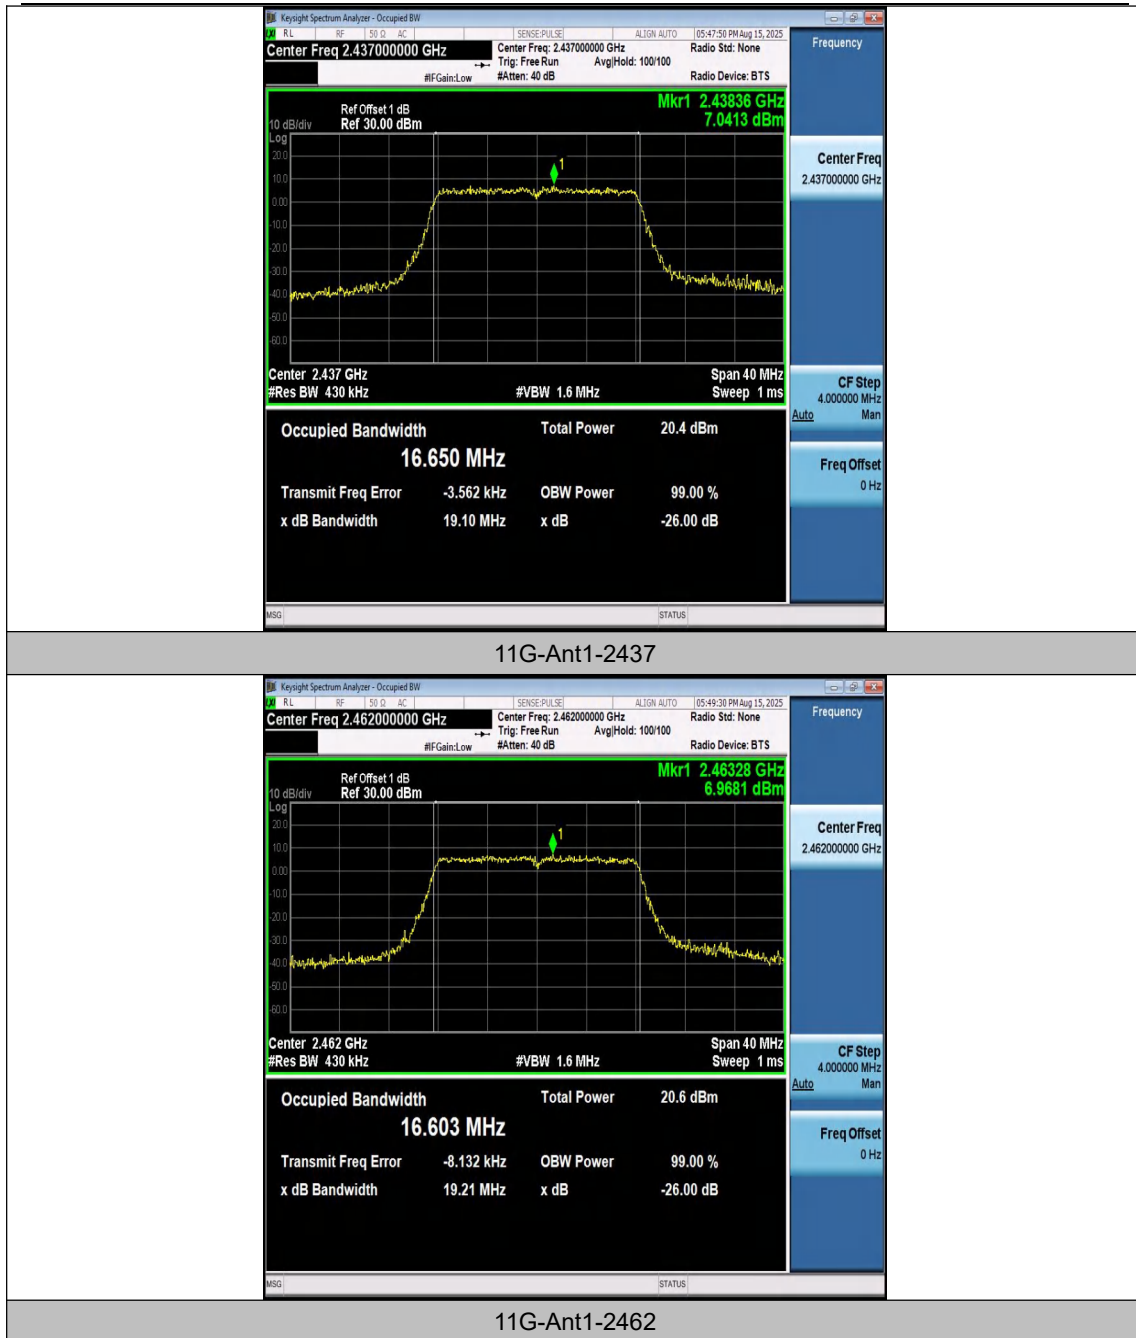 Keysight Spectrum Analyzer - Occupied BW
RL RF 50 Ω AC SENSE:PULSE ALIGN AUTO 05:47:50 PM Aug 15, 2025
Center Freq 2.437000000 GHz
Center Freq: 2.437000000 GHz Radio Std: None
Trig: Free Run Avg|Hold: 100/100
#IFGain:Low #Atten: 40 dB Radio Device: BTS
Frequency
Mkr1 2.43836 GHz
7.0413 dBm
Ref Offset 1 dB
10 dB/div Ref 30.00 dBm
Log
20.0
10.0
0.00
-10.0
-20.0
-30.0
-40.0
-50.0
-60.0
1
Center 2.437 GHz Span 40 MHz
#Res BW 430 kHz #VBW 1.6 MHz Sweep 1 ms
Occupied Bandwidth Total Power 20.4 dBm
16.650 MHz
Transmit Freq Error -3.562 kHz OBW Power 99.00 %
x dB Bandwidth 19.10 MHz x dB -26.00 dB
Center Freq
2.437000000 GHz
CF Step
4.000000 MHz
Auto Man
Freq Offset
0 Hz
MSG STATUS
11G-Ant1-2437
Keysight Spectrum Analyzer - Occupied BW
RL RF 50 Ω AC SENSE:PULSE ALIGN AUTO 05:49:30 PM Aug 15, 2025
Center Freq 2.462000000 GHz
Center Freq: 2.462000000 GHz Radio Std: None
Trig: Free Run Avg|Hold: 100/100
#IFGain:Low #Atten: 40 dB Radio Device: BTS
Frequency
Mkr1 2.46328 GHz
6.9681 dBm
Ref Offset 1 dB
10 dB/div Ref 30.00 dBm
Log
20.0
10.0
0.00
-10.0
-20.0
-30.0
-40.0
-50.0
-60.0
1
Center 2.462 GHz Span 40 MHz
#Res BW 430 kHz #VBW 1.6 MHz Sweep 1 ms
Occupied Bandwidth Total Power 20.6 dBm
16.603 MHz
Transmit Freq Error -8.132 kHz OBW Power 99.00 %
x dB Bandwidth 19.21 MHz x dB -26.00 dB
Center Freq
2.462000000 GHz
CF Step
4.000000 MHz
Auto Man
Freq Offset
0 Hz
MSG STATUS
11G-Ant1-2462